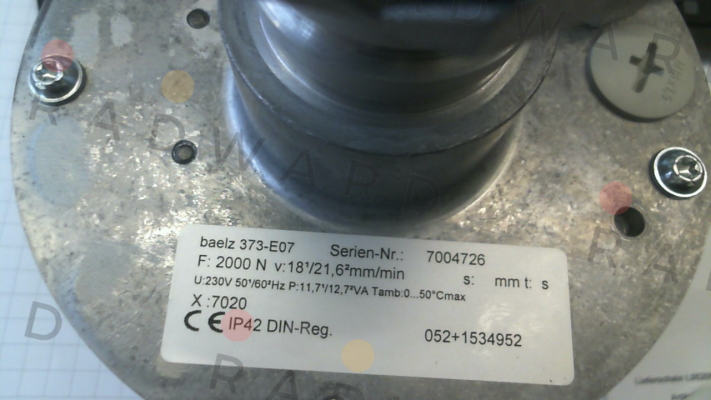 baelz 373-E07 Serien-Nr.: 7004726
F: 2000 N v:18¹/21,6²mm/min s: mm t: s
U:230V 50¹/60²Hz P:11,7¹/12,7²VA Tamb:0...50°Cmax
X :7020
CE IP42 DIN-Reg. 052+1534952